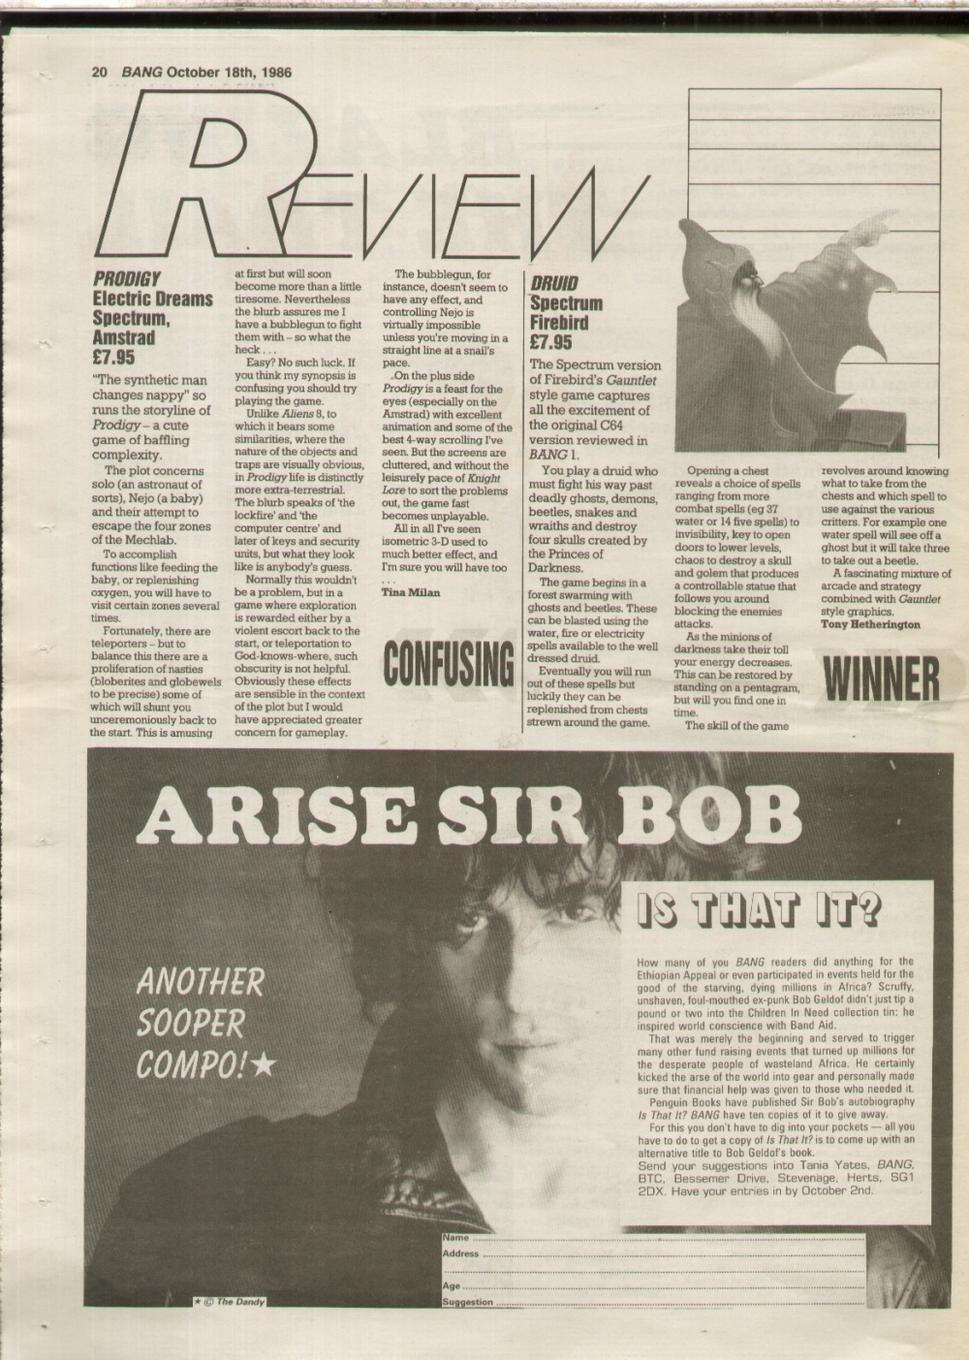 20 BANG October 18th, 1986
REVIEW
PRODIGY
Electric Dreams
Spectrum,
Amstrad
£7.95
"The synthetic man
changes nappy" so
runs the storyline of
Prodigy – a cute
game of baffling
complexity.
The plot concerns
solo (an astronaut of
sorts), Nejo (a baby)
and their attempt to
escape the four zones
of the Mechlab.
To accomplish
functions like feeding the
baby, or replenishing
oxygen, you will have to
visit certain zones several
times.
Fortunately, there are
teleporters – but to
balance this there are a
proliferation of nasties
(bloberites and globewels
to be precise) some of
which will shunt you
unceremoniously back to
the start. This is amusing
at first but will soon
become more than a little
tiresome. Nevertheless
the blurb assures me I
have a bubblegun to fight
them with – so what the
heck . . .
Easy? No such luck. If
you think my synopsis is
confusing you should try
playing the game.
Unlike Aliens 8, to
which it bears some
similarities, where the
nature of the objects and
traps are visually obvious,
in Prodigy life is distinctly
more extra-terrestrial.
The blurb speaks of 'the
lockfire' and 'the
computer centre' and
later of keys and security
units, but what they look
like is anybody's guess.
Normally this wouldn't
be a problem, but in a
game where exploration
is rewarded either by a
violent escort back to the
start, or teleportation to
God-knows-where, such
obscurity is not helpful.
Obviously these effects
are sensible in the context
of the plot but I would
have appreciated greater
concern for gameplay.
The bubblegun, for
instance, doesn't seem to
have any effect, and
controlling Nejo is
virtually impossible
unless you're moving in a
straight line at a snail's
pace.
On the plus side
Prodigy is a feast for the
eyes (especially on the
Amstrad) with excellent
animation and some of the
best 4-way scrolling I've
seen. But the screens are
cluttered, and without the
leisurely pace of Knight
Lore to sort the problems
out, the game fast
becomes unplayable.
All in all I've seen
isometric 3-D used to
much better effect, and
I'm sure you will have too
. . .
Tina Milan
CONFUSING
DRUID
Spectrum
Firebird
£7.95
The Spectrum version
of Firebird's Gauntlet
style game captures
all the excitement of
the original C64
version reviewed in
BANG 1.
You play a druid who
must fight his way past
deadly ghosts, demons,
beetles, snakes and
wraiths and destroy
four skulls created by
the Princes of
Darkness.
The game begins in a
forest swarming with
ghosts and beetles. These
can be blasted using the
water, fire or electricity
spells available to the well
dressed druid.
Eventually you will run
out of these spells but
luckily they can be
replenished from chests
strewn around the game.
Opening a chest
reveals a choice of spells
ranging from more
combat spells (eg 37
water or 14 five spells) to
invisibility, key to open
doors to lower levels,
chaos to destroy a skull
and golem that produces
a controllable statue that
follows you around
blocking the enemies
attacks.
As the minions of
darkness take their toll
your energy decreases.
This can be restored by
standing on a pentagram,
but will you find one in
time.
The skill of the game
revolves around knowing
what to take from the
chests and which spell to
use against the various
critters. For example one
water spell will see off a
ghost but it will take three
to take out a beetle.
A fascinating mixture of
arcade and strategy
combined with Gauntlet
style graphics.
Tony Hetherington
WINNER
ARISE SIR BOB
ANOTHER
SOOPER
COMPO!★
IS THAT IT?
How many of you BANG readers did anything for the
Ethiopian Appeal or even participated in events held for the
good of the starving, dying millions in Africa? Scruffy,
unshaven, foul-mouthed ex-punk Bob Geldof didn't just tip a
pound or two into the Children In Need collection tin: he
inspired world conscience with Band Aid.
That was merely the beginning and served to trigger
many other fund raising events that turned up millions for
the desperate people of wasteland Africa. He certainly
kicked the arse of the world into gear and personally made
sure that financial help was given to those who needed it.
Penguin Books have published Sir Bob's autobiography
Is That It? BANG have ten copies of it to give away.
For this you don't have to dig into your pockets — all you
have to do to get a copy of Is That It? is to come up with an
alternative title to Bob Geldof's book.
Send your suggestions into Tania Yates, BANG,
BTC, Bessemer Drive, Stevenage, Herts, SG1
2DX. Have your entries in by October 2nd.
Name
Address
Age
Suggestion
★ © The Dandy